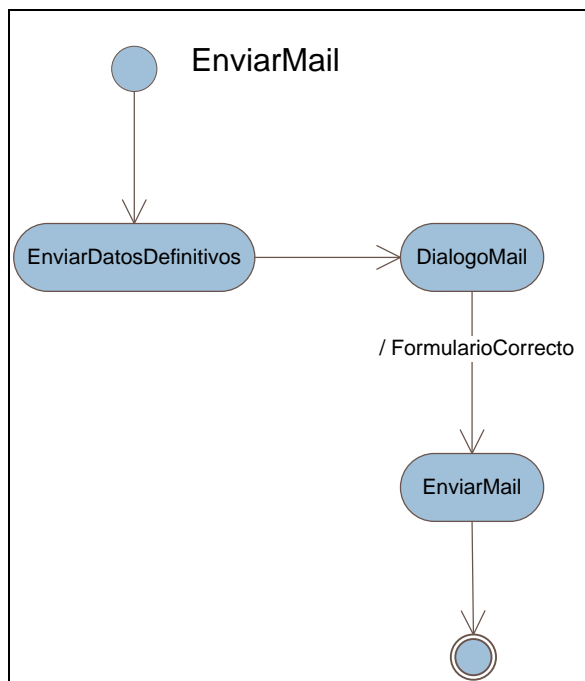 EnviarMail
EnviarDatosDefinitivos
DialogoMail
/ FormularioCorrecto
EnviarMail